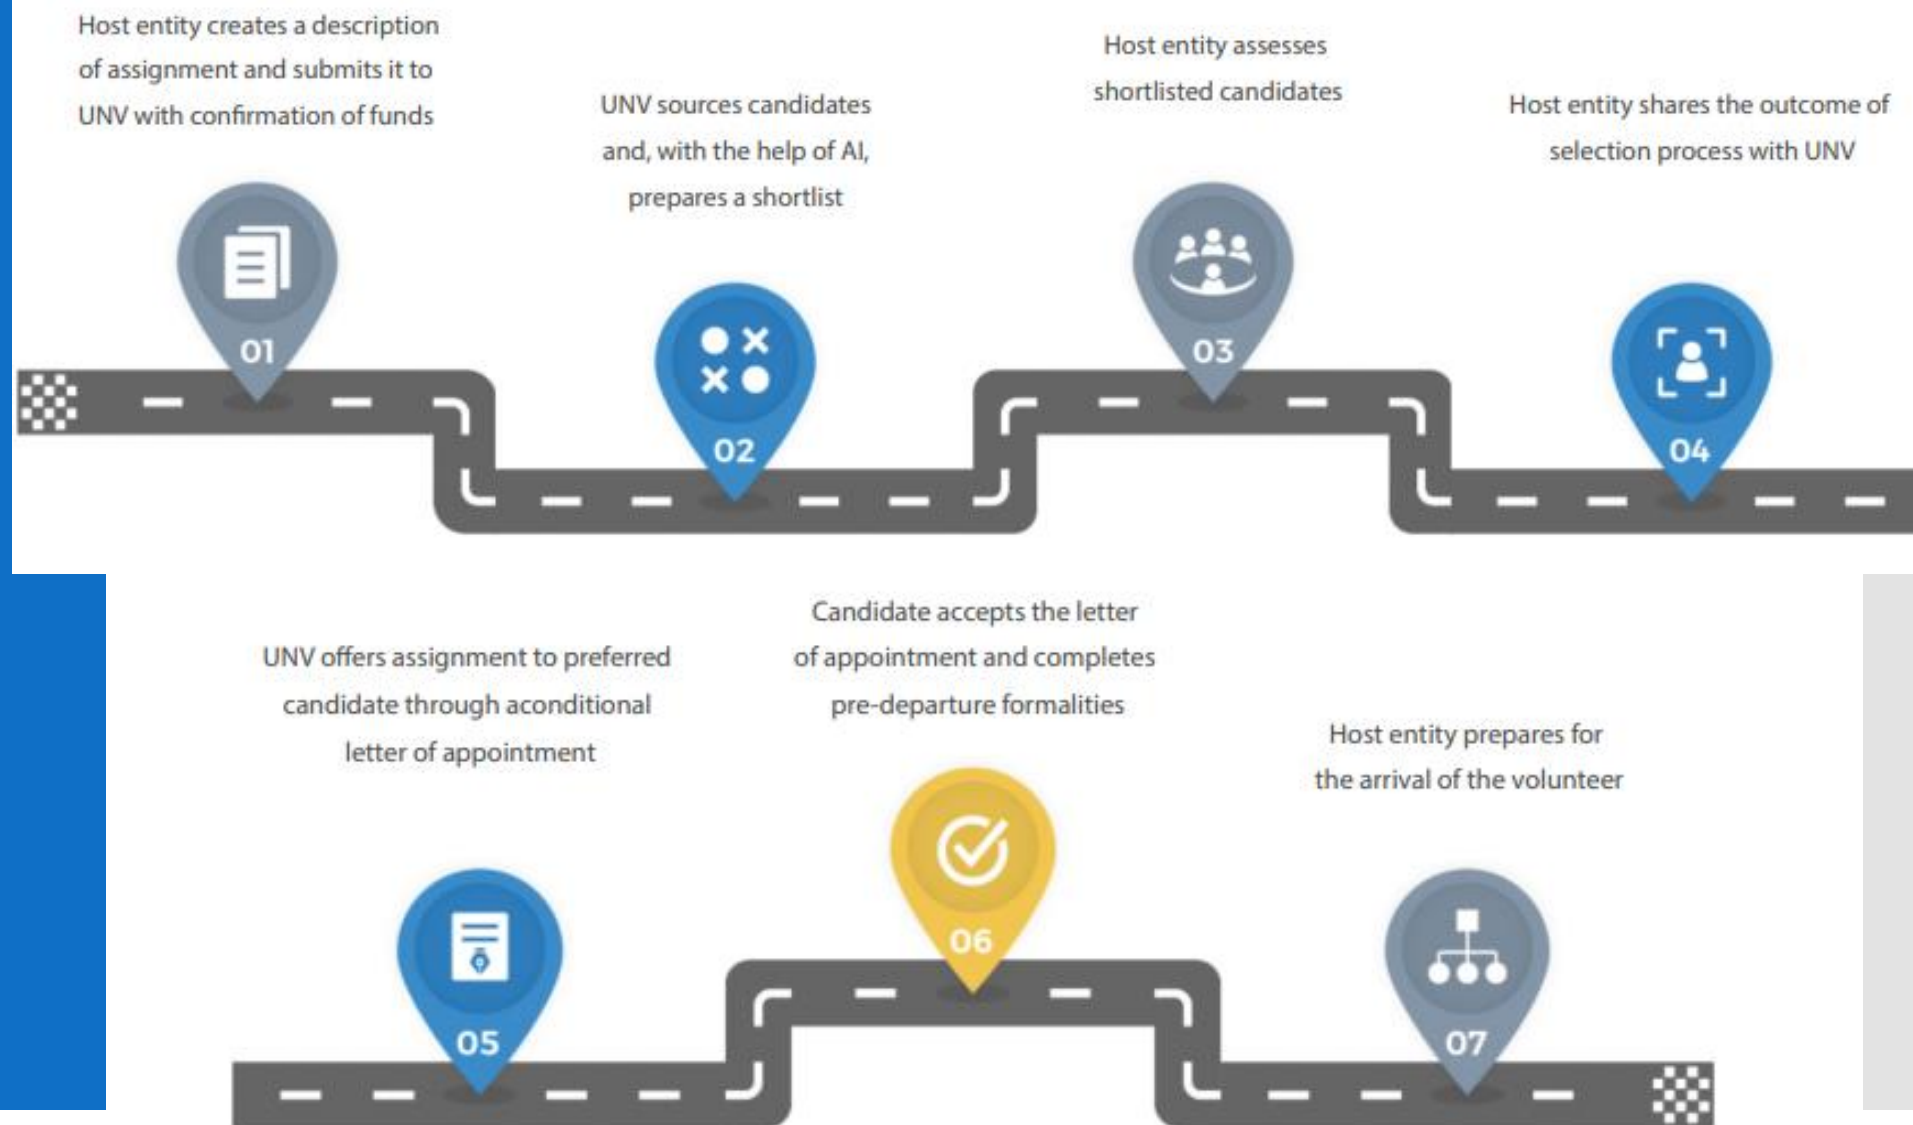 Host entity creates a description
of assignment and submits it to
UNV with confirmation of funds
01
UNV sources candidates
and, with the help of AI,
prepares a shortlist
02
Host entity assesses
shortlisted candidates
03
Host entity shares the outcome of
selection process with UNV
04
UNV offers assignment to preferred
candidate through aconditional
letter of appointment
05
Candidate accepts the letter
of appointment and completes
pre-departure formalities
06
Host entity prepares for
the arrival of the volunteer
07